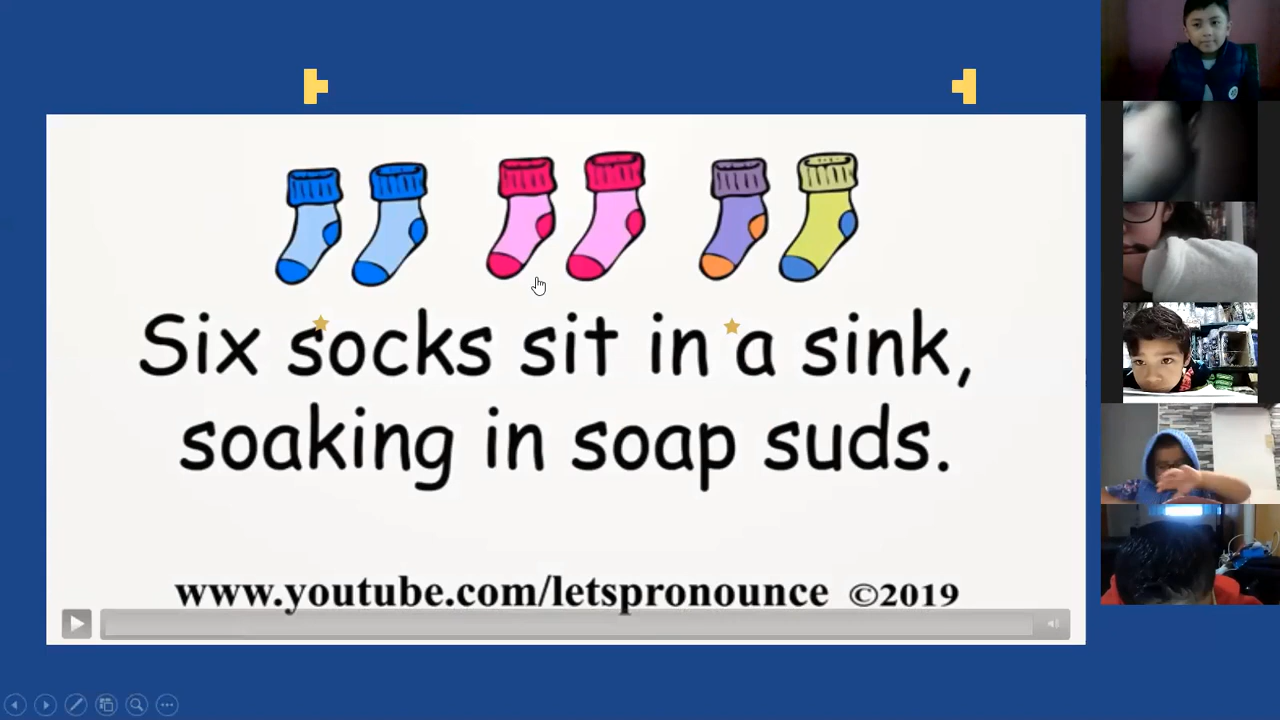 Six socks sit in a sink,
soaking in soap suds.
www.youtube.com/letspronounce ©2019